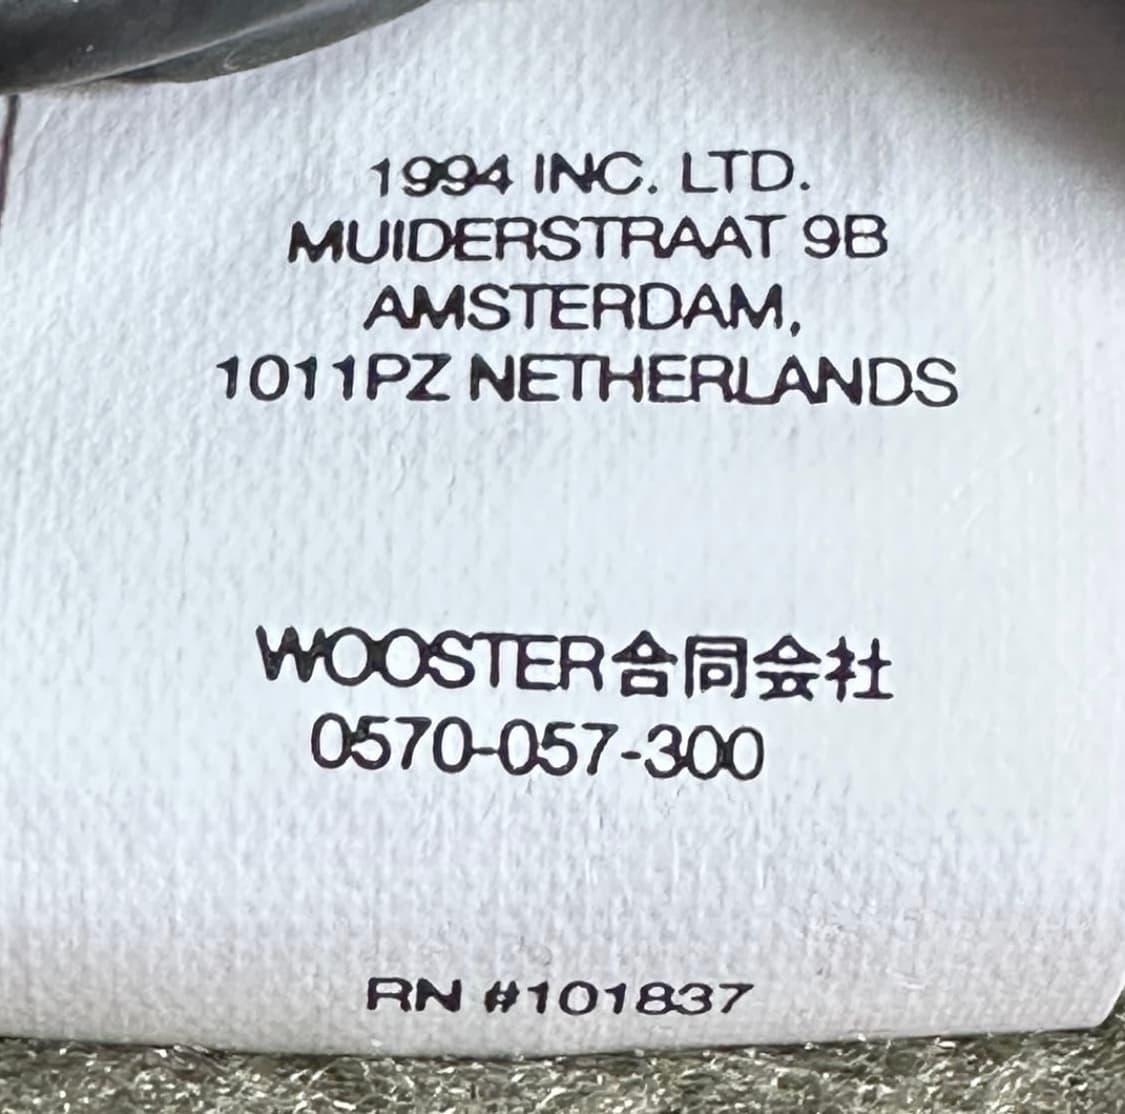 1994 INC. LTD.
MUIDERSTRAAT 9B
AMSTERDAM,
1011PZ NETHERLANDS
WOOSTER合同会社
0570-057-300
RN #101837